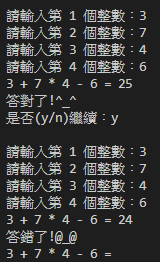 請輸入第 1 個整數：3
請輸入第 2 個整數：7
請輸入第 3 個整數：4
請輸入第 4 個整數：6
3 + 7 * 4 - 6 = 25
答對了!^_^
是否(y/n)繼續：y
請輸入第 1 個整數：3
請輸入第 2 個整數：7
請輸入第 3 個整數：4
請輸入第 4 個整數：6
3 + 7 * 4 - 6 = 24
答錯了!@_@
3 + 7 * 4 - 6 =